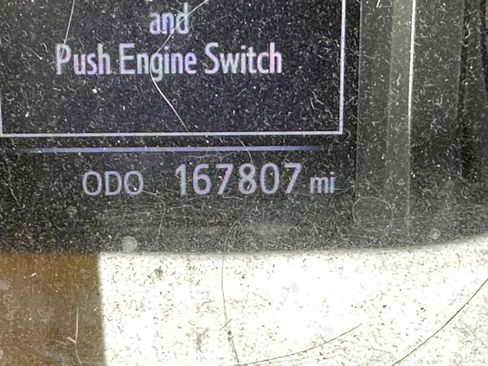 and
Push Engine Switch
ODO 167807 mi